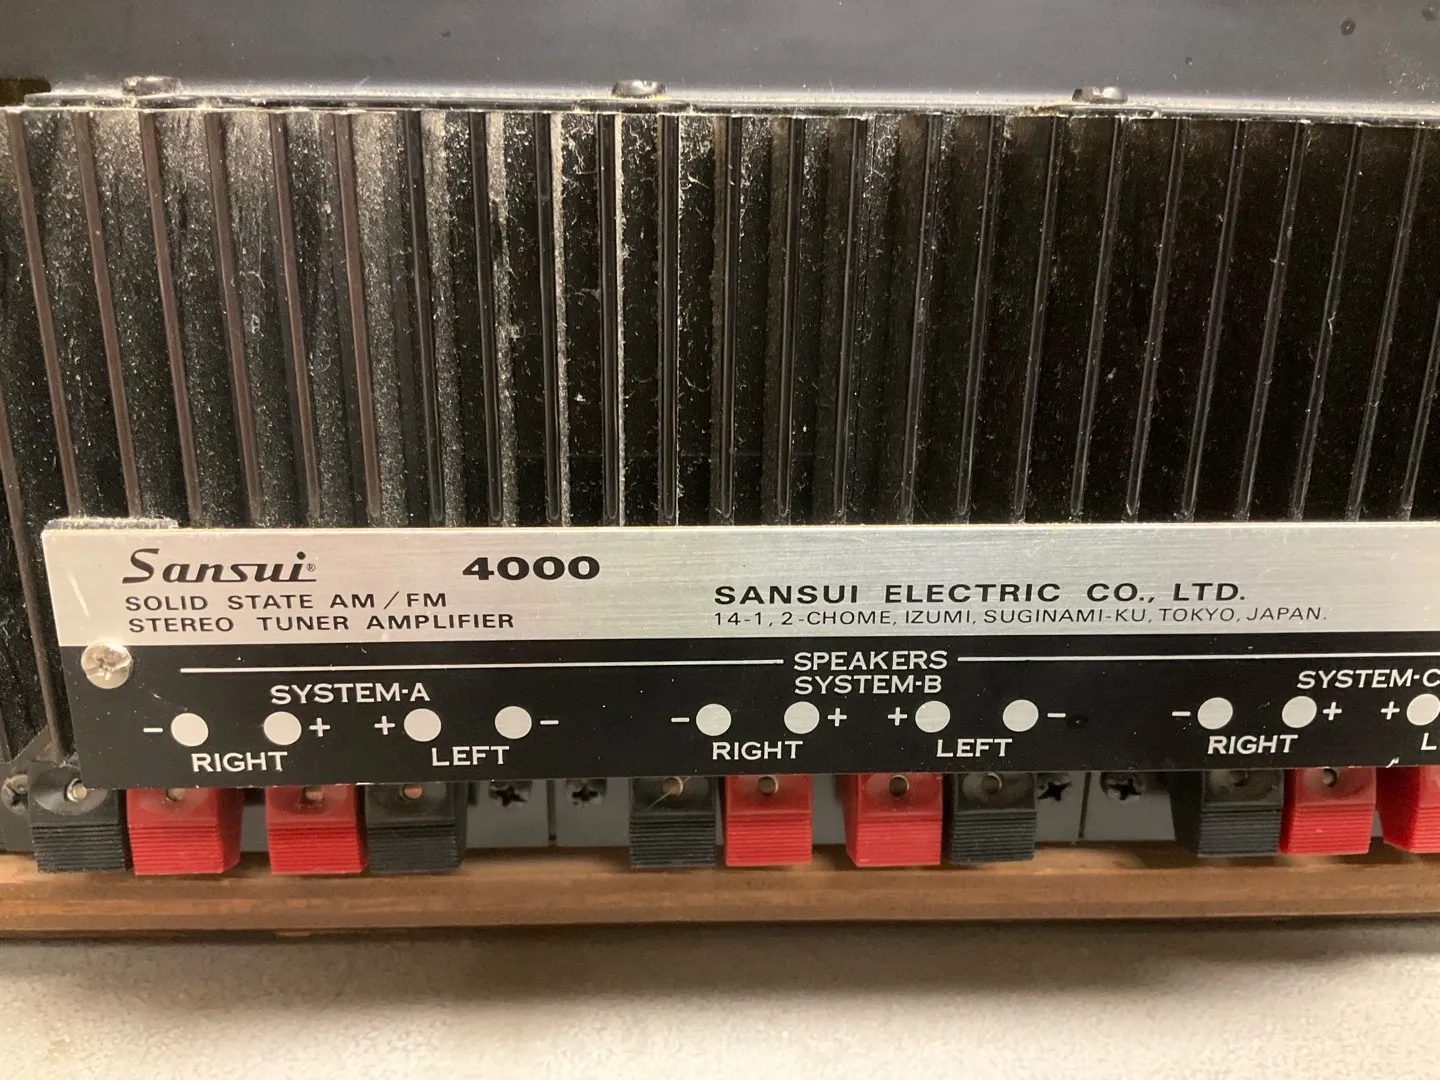 Sansui® 4000
SOLID STATE AM/FM
STEREO TUNER AMPLIFIER
SANSUI ELECTRIC CO., LTD.
14-1, 2-CHOME, IZUMI, SUGINAMI-KU, TOKYO, JAPAN.
SPEAKERS
SYSTEM-A
- + + -
RIGHT LEFT
SYSTEM-B
- + + -
RIGHT LEFT
SYSTEM-C
- + +
RIGHT L